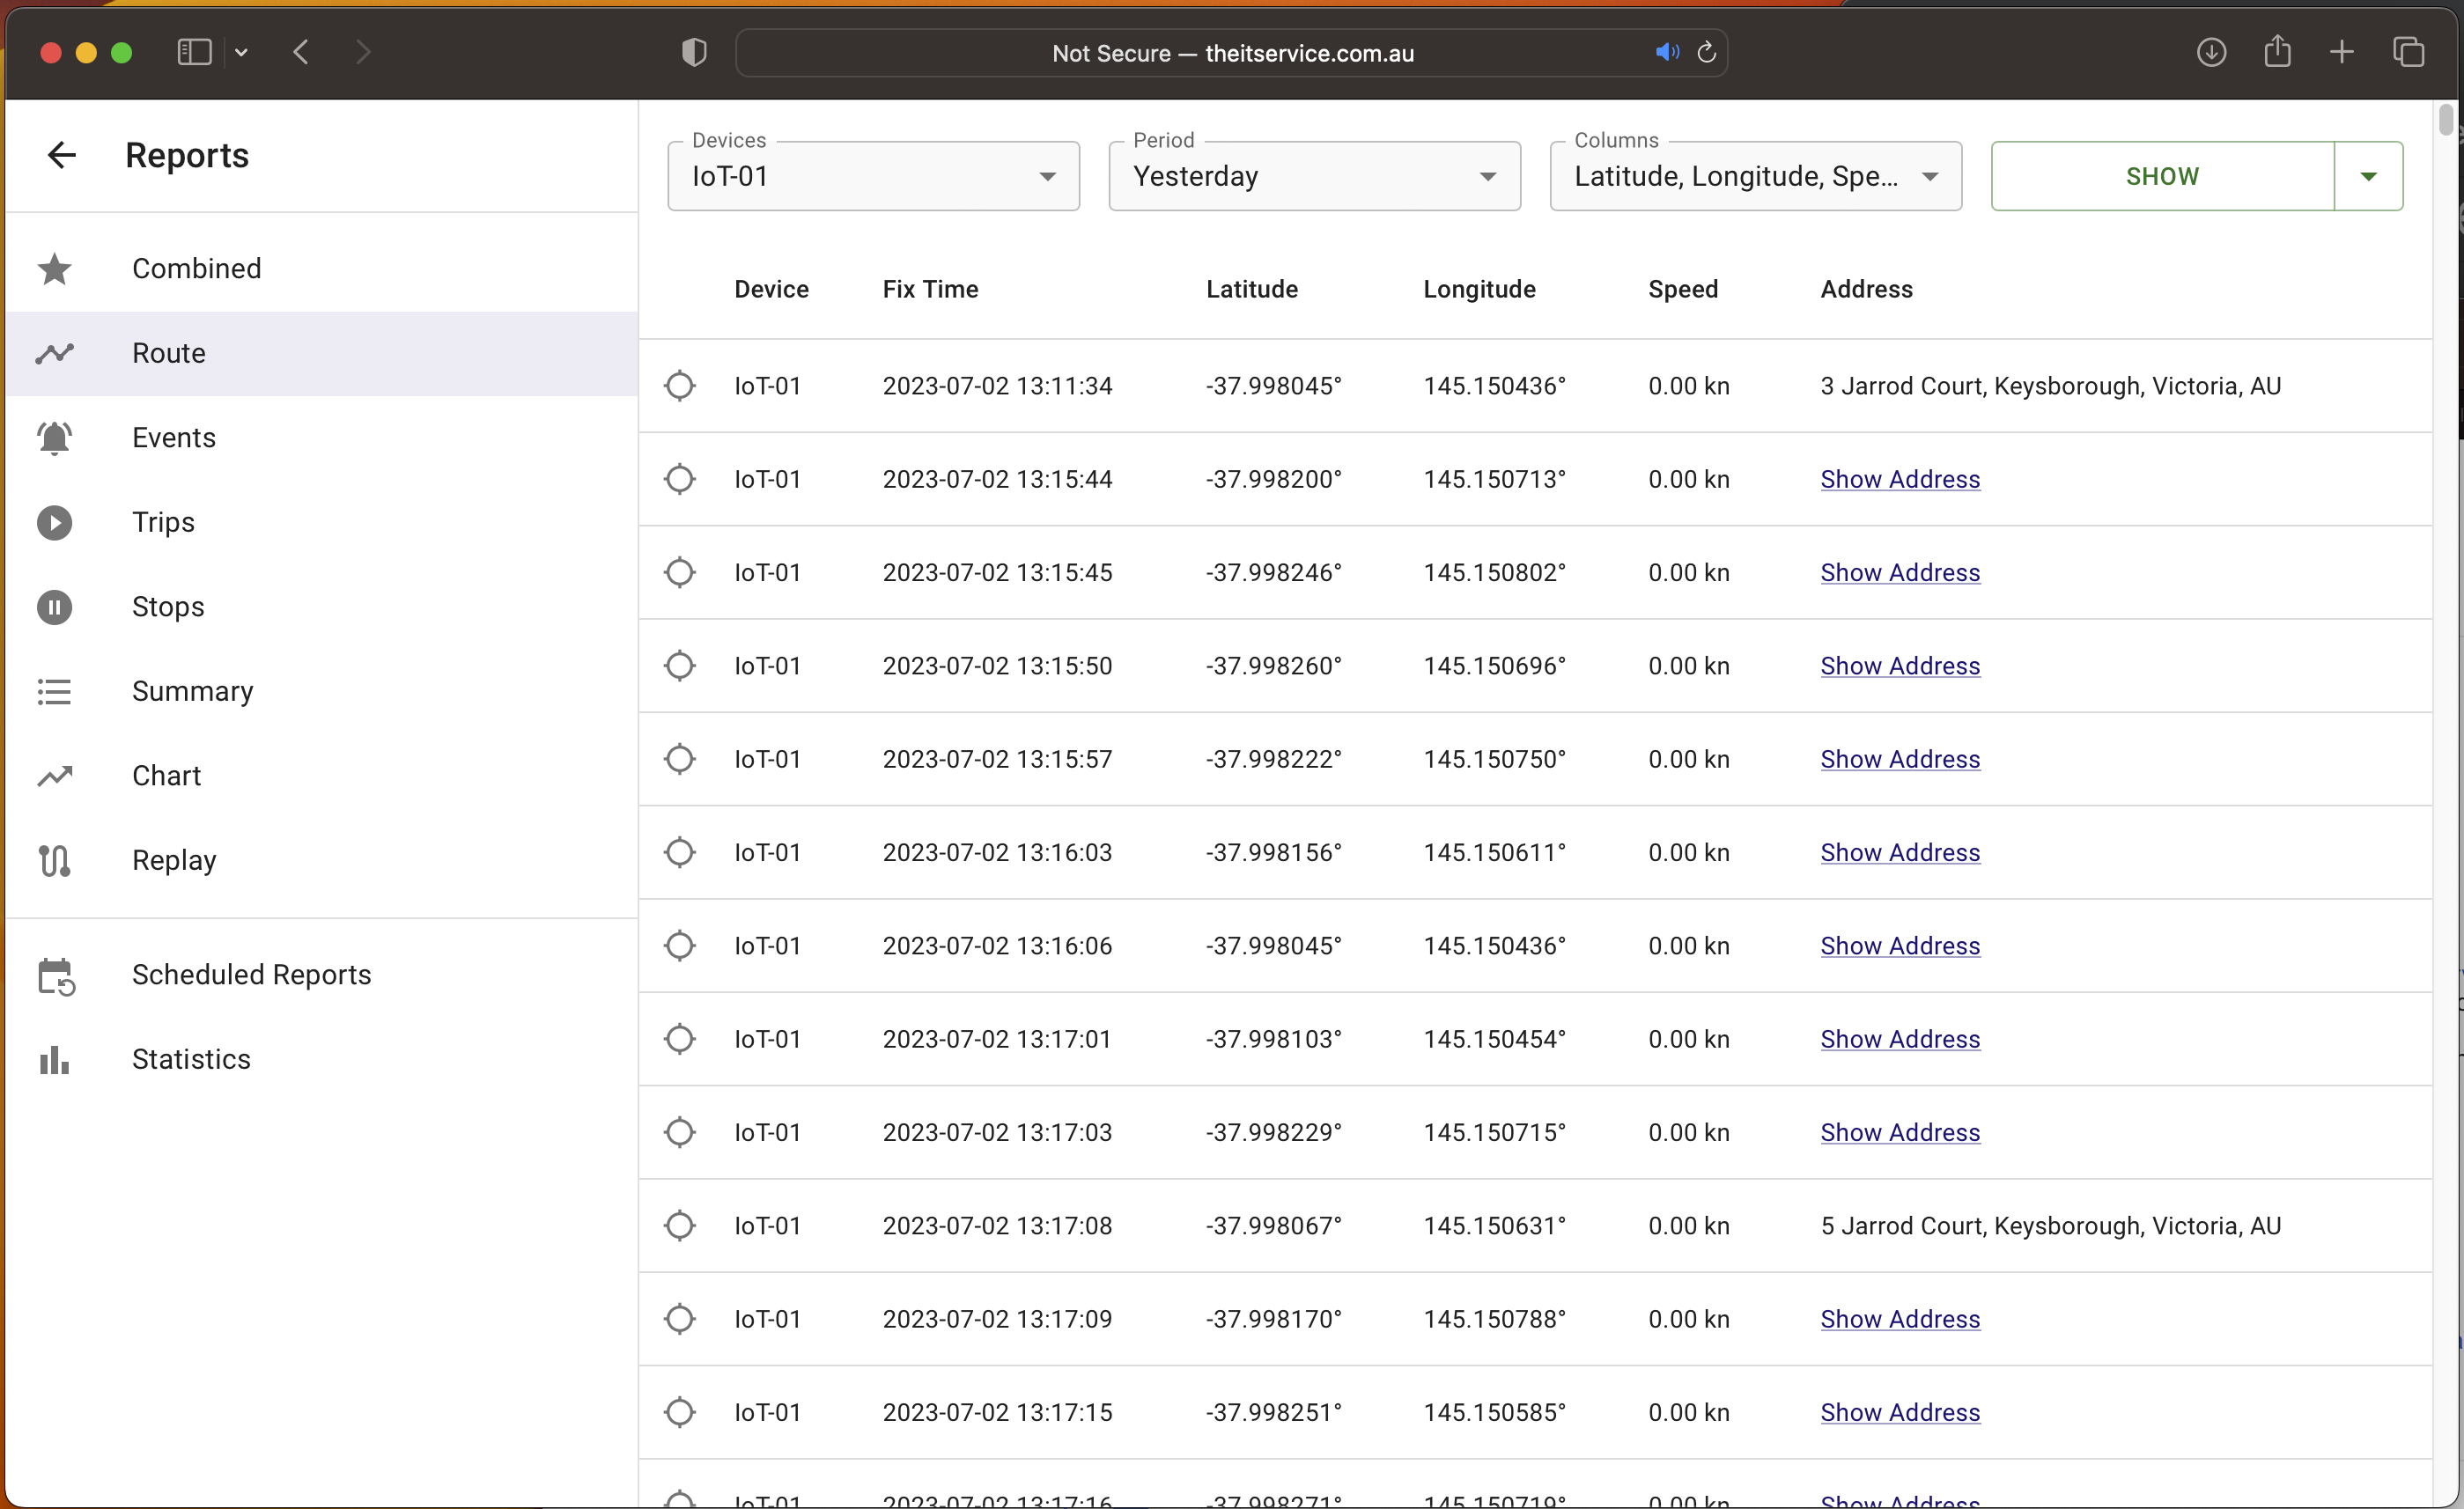 Not Secure — theitservice.com.au
Reports
Combined
Route
Events
Trips
Stops
Summary
Chart
Replay
Scheduled Reports
Statistics
Devices Period Columns
IoT-01 Yesterday Latitude, Longitude, Spe... SHOW
Device Fix Time Latitude Longitude Speed Address
IoT-01 2023-07-02 13:11:34 -37.998045° 145.150436° 0.00 kn 3 Jarrod Court, Keysborough, Victoria, AU
IoT-01 2023-07-02 13:15:44 -37.998200° 145.150713° 0.00 kn Show Address
IoT-01 2023-07-02 13:15:45 -37.998246° 145.150802° 0.00 kn Show Address
IoT-01 2023-07-02 13:15:50 -37.998260° 145.150696° 0.00 kn Show Address
IoT-01 2023-07-02 13:15:57 -37.998222° 145.150750° 0.00 kn Show Address
IoT-01 2023-07-02 13:16:03 -37.998156° 145.150611° 0.00 kn Show Address
IoT-01 2023-07-02 13:16:06 -37.998045° 145.150436° 0.00 kn Show Address
IoT-01 2023-07-02 13:17:01 -37.998103° 145.150454° 0.00 kn Show Address
IoT-01 2023-07-02 13:17:03 -37.998229° 145.150715° 0.00 kn Show Address
IoT-01 2023-07-02 13:17:08 -37.998067° 145.150631° 0.00 kn 5 Jarrod Court, Keysborough, Victoria, AU
IoT-01 2023-07-02 13:17:09 -37.998170° 145.150788° 0.00 kn Show Address
IoT-01 2023-07-02 13:17:15 -37.998251° 145.150585° 0.00 kn Show Address
IoT-01 2023-07-02 13:17:16 -37.998271° 145.150719° 0.00 kn Show Address